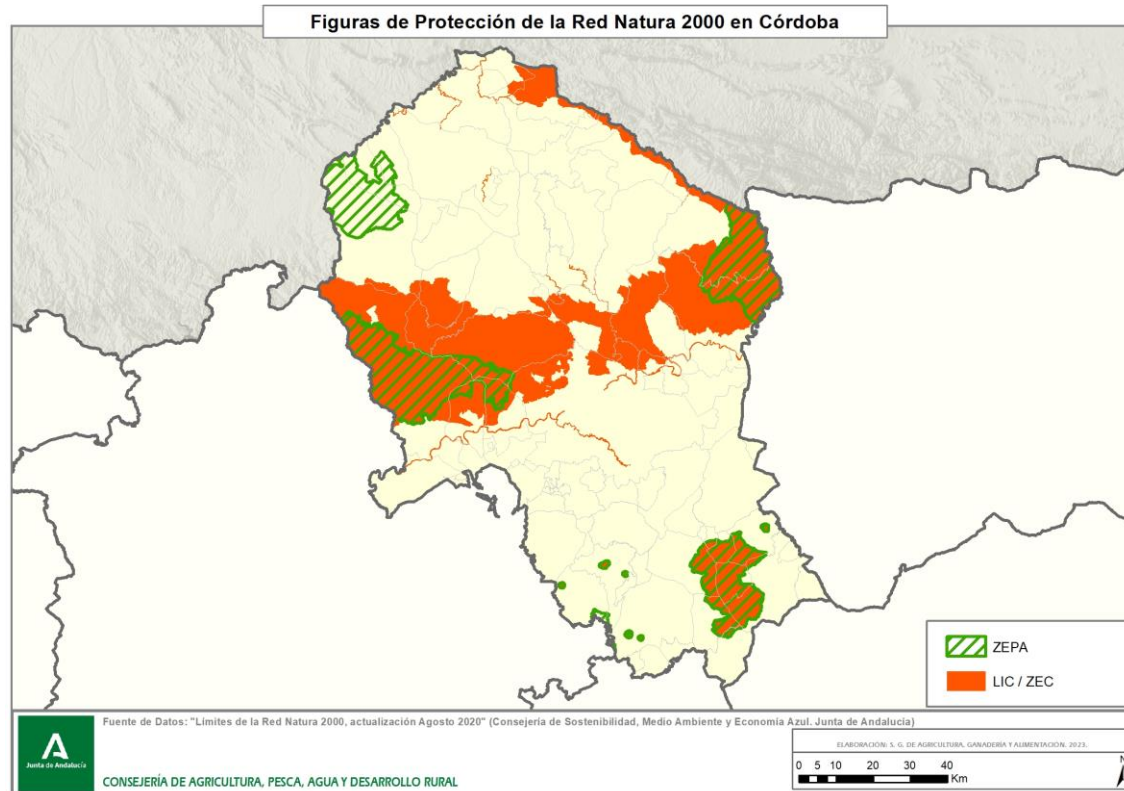 Figuras de Protección de la Red Natura 2000 en Córdoba
ZEPA
LIC / ZEC
Fuente de Datos: "Límites de la Red Natura 2000, actualización Agosto 2020" (Consejería de Sostenibilidad, Medio Ambiente y Economía Azul. Junta de Andalucía)
Junta de Andalucía
CONSEJERÍA DE AGRICULTURA, PESCA, AGUA Y DESARROLLO RURAL
ELABORACIÓN: S. G. DE AGRICULTURA, GANADERÍA Y ALIMENTACIÓN. 2023.
0 5 10 20 30 40
Km
N